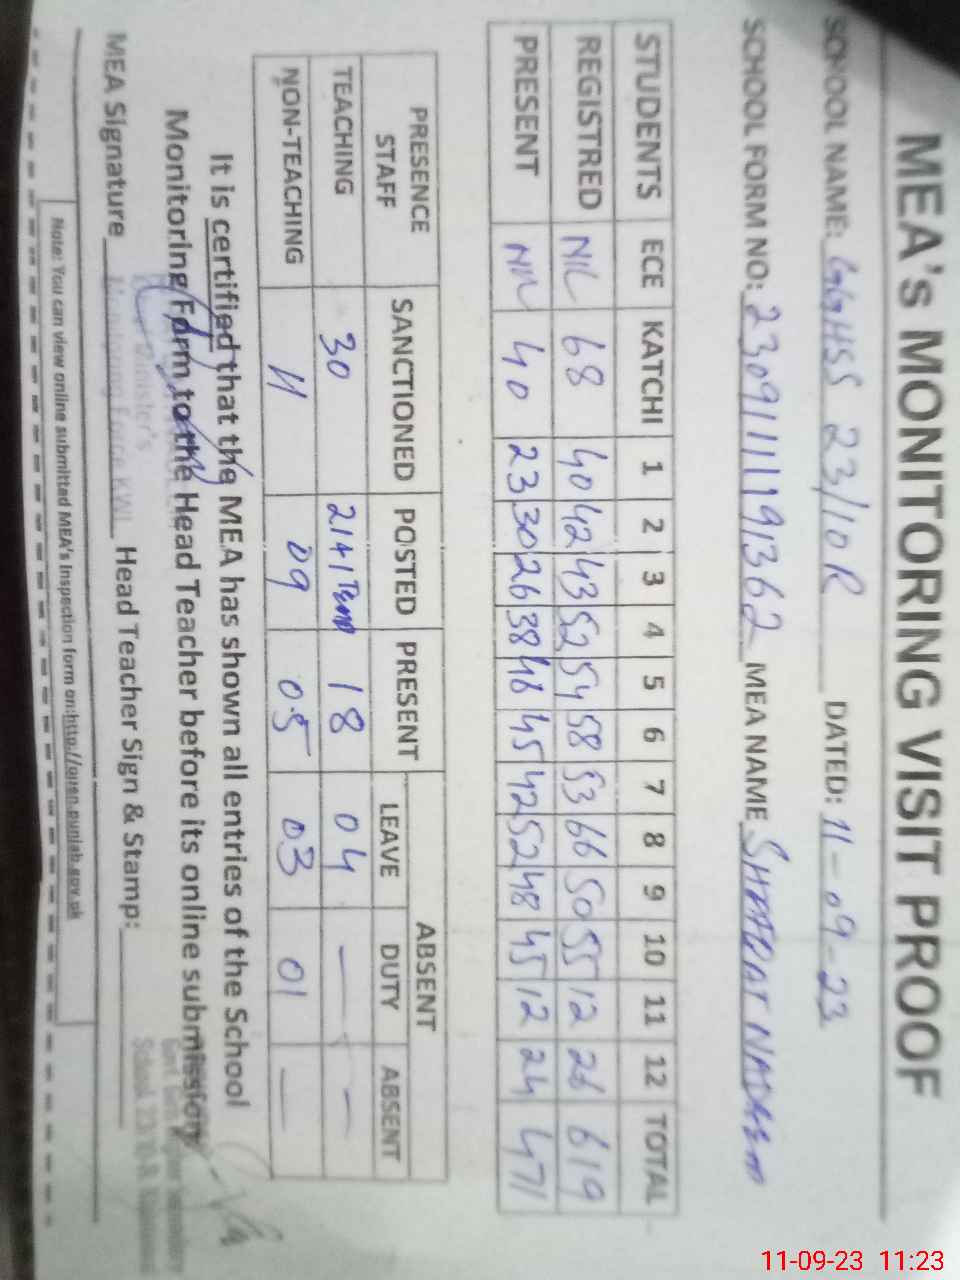 MEA's MONITORING VISIT PROOF
SCHOOL NAME: GGHSS 23/10R DATED: 11-09-23
SCHOOL FORM NO: 2309111191362 MEA NAME
STUDENTS ECE KATCHI 1 2 3 4 5 6 7 8 9 10 11 12 TOTAL
REGISTRED NIL 68 40 42 43 52 54 58 53 66 50 55 12 26 619
PRESENT NIL 40 23 30 26 38 46 45 42 52 48 45 12 24 471
PRESENCE STAFF SANCTIONED POSTED PRESENT ABSENT
LEAVE DUTY ABSENT
TEACHING 30 21+1 18 04 — —
NON-TEACHING 11 09 05 03 01 —
It is certified that the MEA has shown all entries of the School
Monitoring Form to the Head Teacher before its online submission
MEA Signature Head Teacher Sign & Stamp:
Note: You can view online submitted MEA's Inspection form on:http://open.punjab.gov.pk
11-09-23 11:23